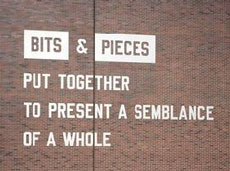 BITS & PIECES
PUT TOGETHER
TO PRESENT A SEMBLANCE
OF A WHOLE